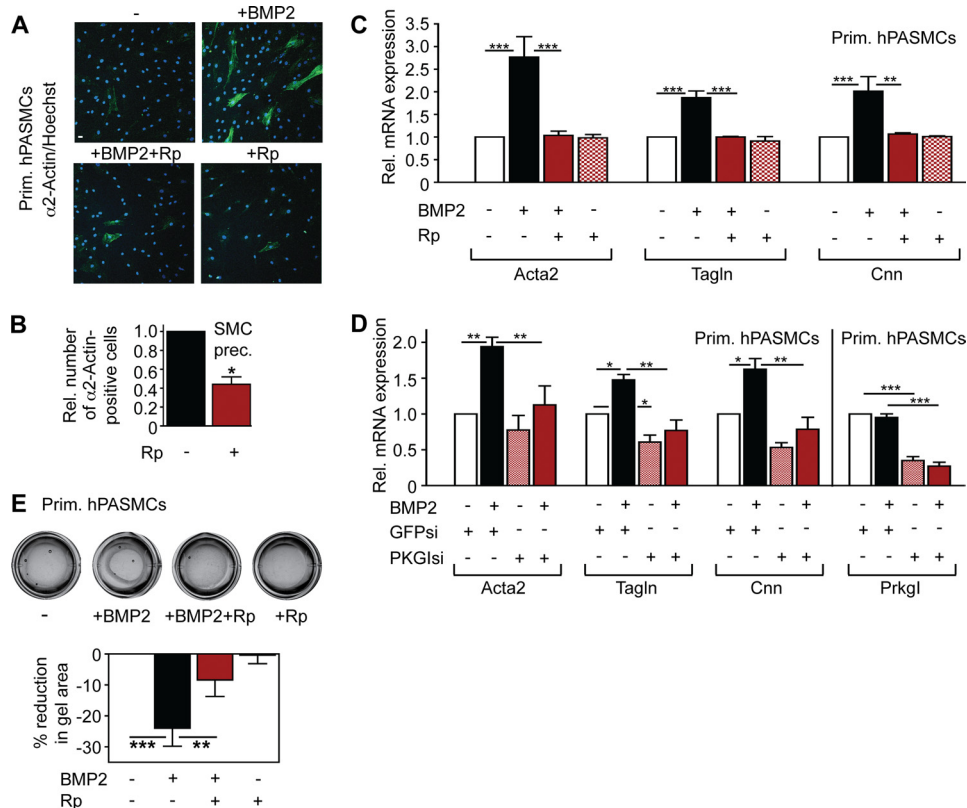 A
- +BMP2
Prim. hPASMCs
α2-Actin/Hoechst
+BMP2+Rp +Rp
B
Rel. number
of α2-Actin-
positive cells
1.0
0.8
0.6
0.4
0.2
0
SMC
prec.
*
Rp - +
C
Prim. hPASMCs
Rel. mRNA expression
3.5
3.0
2.5
2.0
1.5
1.0
0.5
0
*** *** *** *** *** **
BMP2 - + + - - + + - - + + -
Rp - - + + - - + + - - + +
Acta2 Tagln Cnn
D
Prim. hPASMCs Prim. hPASMCs
Rel. mRNA expression
2.0
1.5
1.0
0.5
0
** ** * ** * * ** *** ***
BMP2 - + - + - + - + - + - + - + - +
GFPsi + + - - + + - - + + - - + + - -
PKGIsi - - + + - - + + - - + + - - + +
Acta2 Tagln Cnn PrkgI
E Prim. hPASMCs
- +BMP2 +BMP2+Rp +Rp
% reduction
in gel area
0
-10
-20
-30
*** **
BMP2 - + + -
Rp - - + +